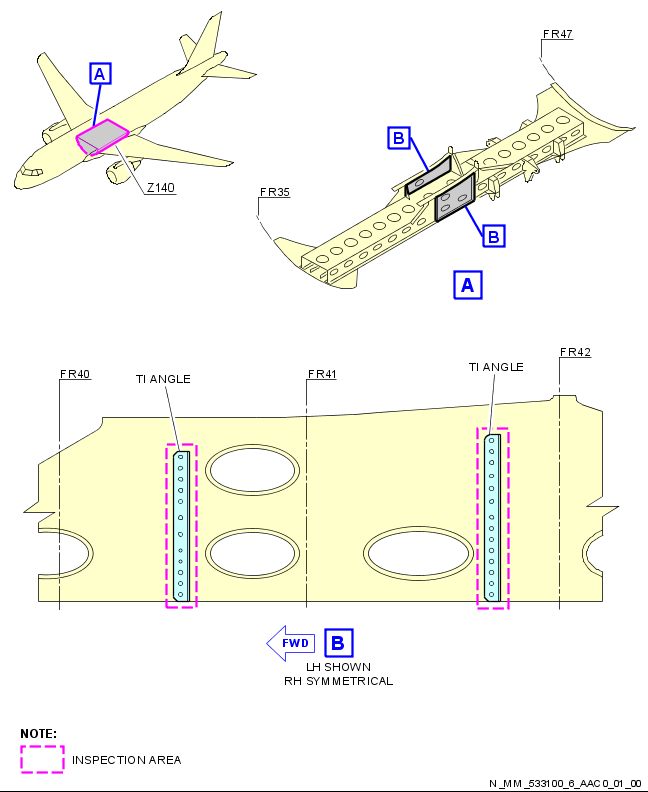 A
Z140
FR47
B
FR35
B
A
FR40
TI ANGLE
FR41
TI ANGLE
FR42
FWD
B
LH SHOWN
RH SYMMETRICAL
NOTE:
INSPECTION AREA
N_MM_533100_6_AAC0_01_00